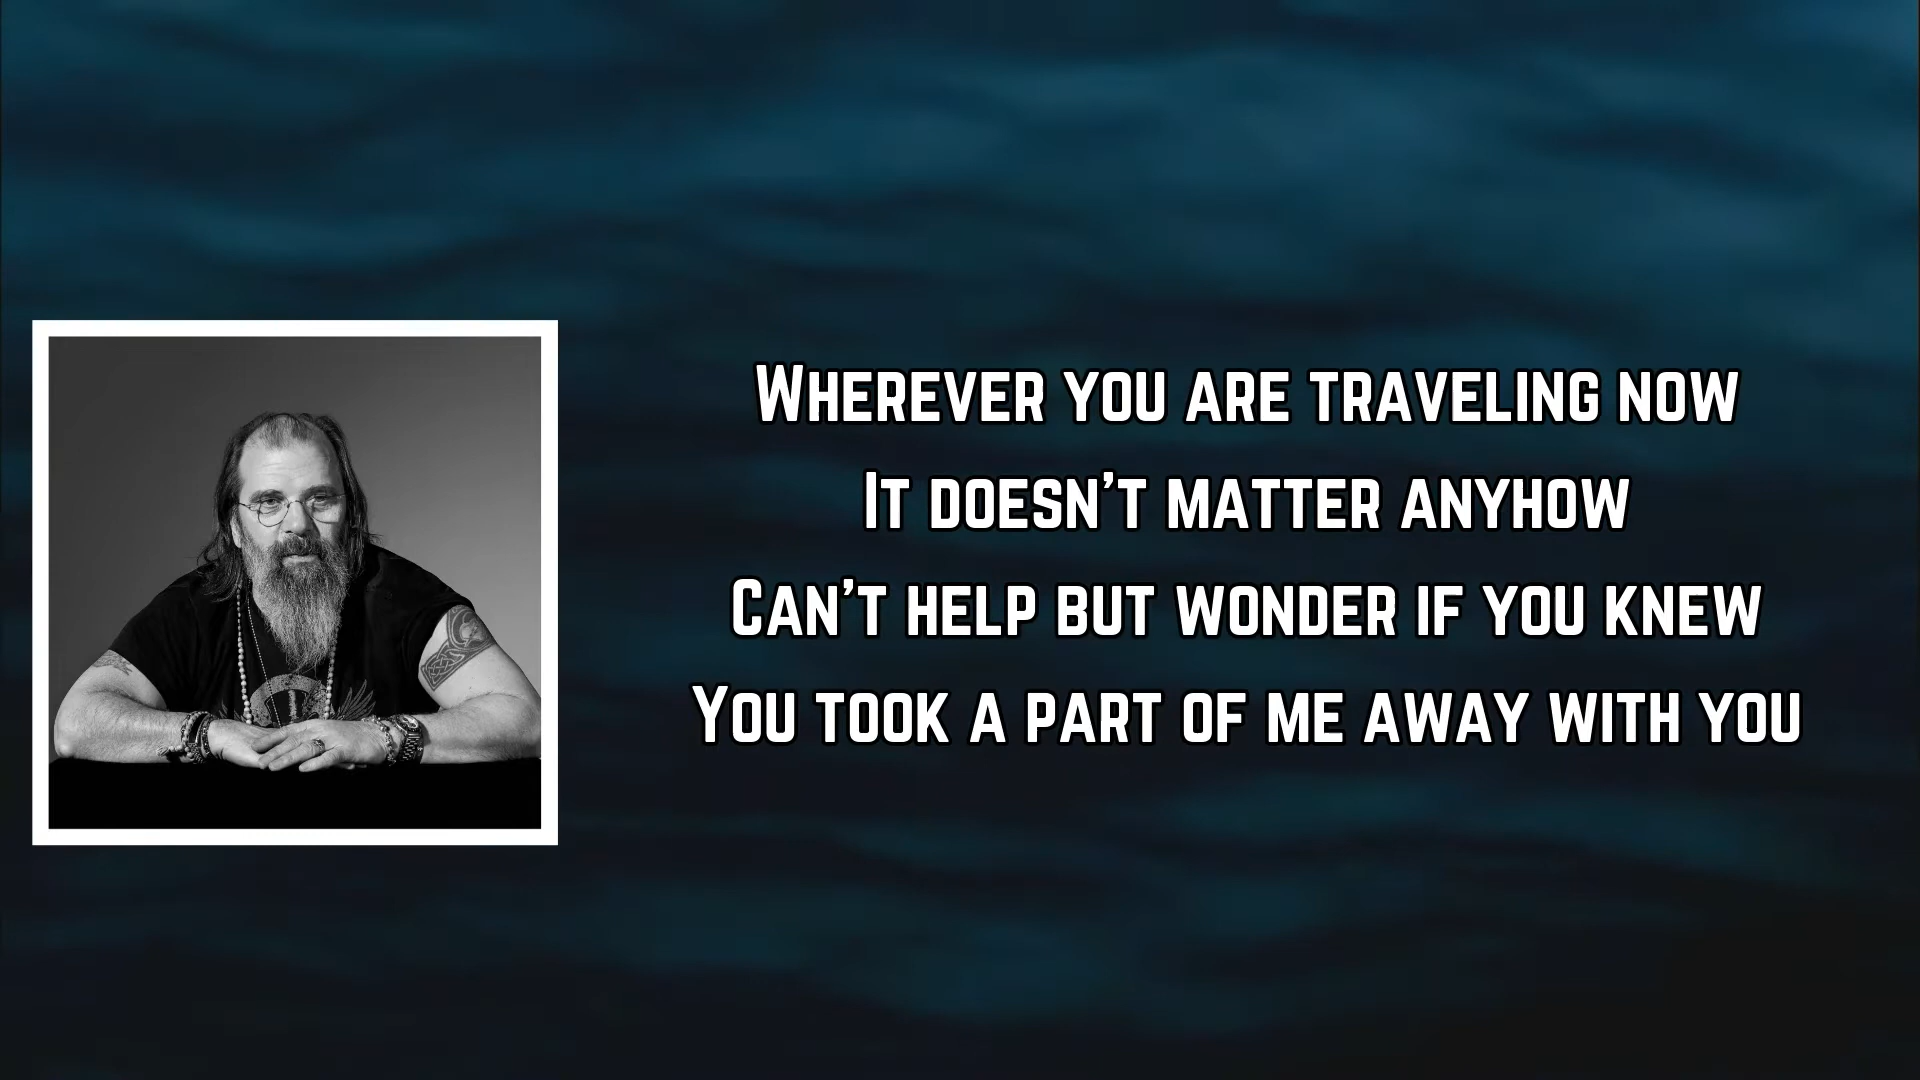 Wherever you are traveling now
It doesn't matter anyhow
Can't help but wonder if you knew
You took a part of me away with you